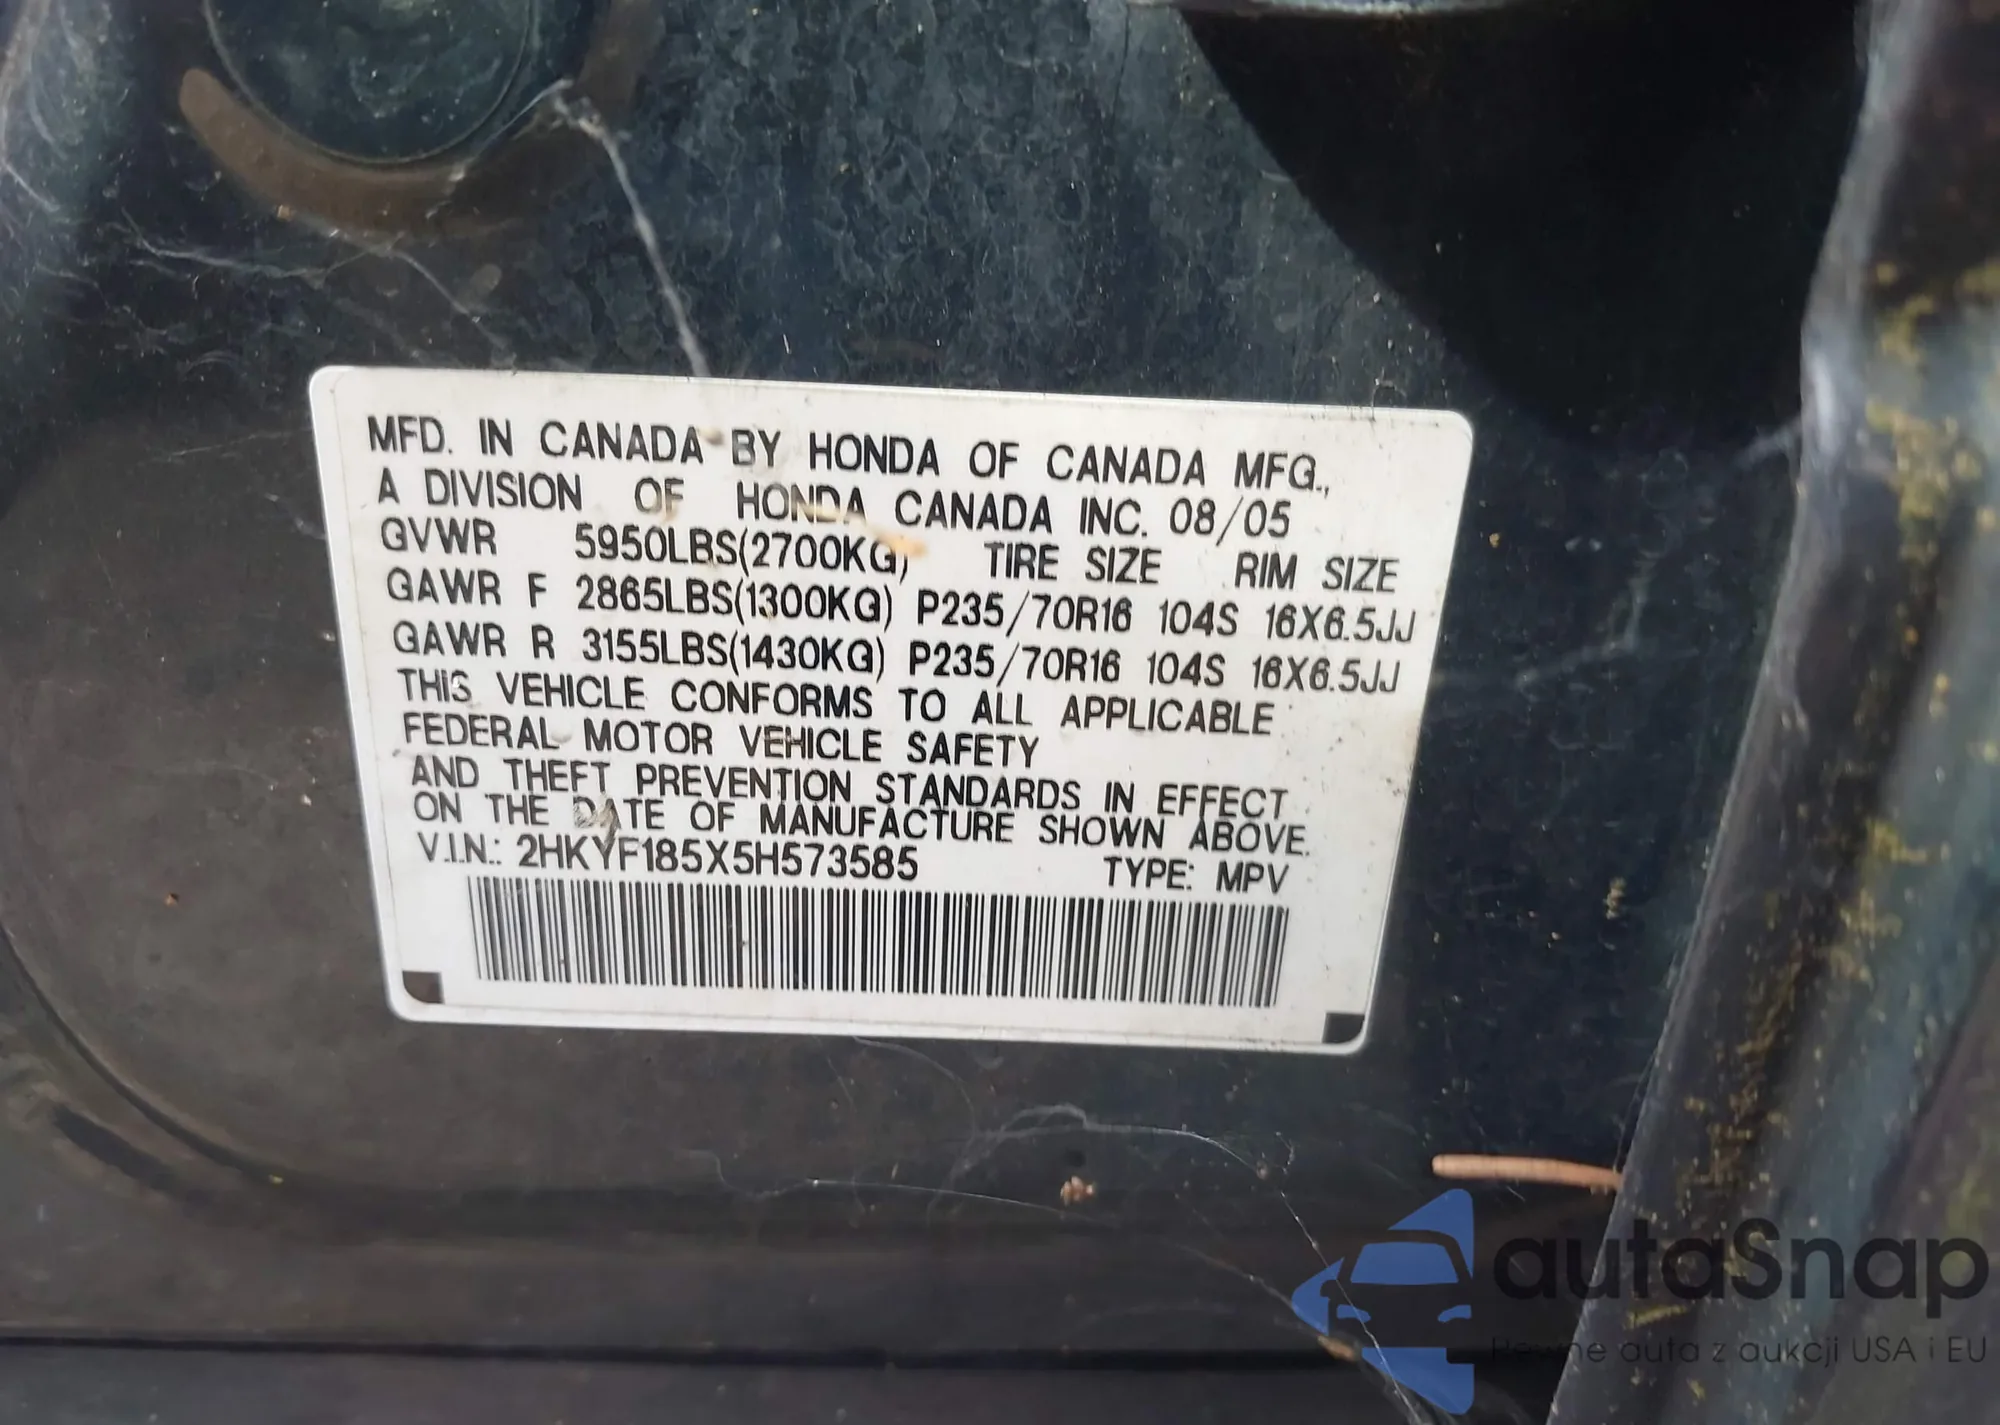 MFD. IN CANADA BY HONDA OF CANADA MFG.,
A DIVISION OF HONDA CANADA INC. 08/05
GVWR 5950LBS(2700KG) TIRE SIZE RIM SIZE
GAWR F 2865LBS(1300KG) P235/70R16 104S 16X6.5JJ
GAWR R 3155LBS(1430KG) P235/70R16 104S 16X6.5JJ
THIS VEHICLE CONFORMS TO ALL APPLICABLE
FEDERAL MOTOR VEHICLE SAFETY
AND THEFT PREVENTION STANDARDS IN EFFECT
ON THE DATE OF MANUFACTURE SHOWN ABOVE.
V.I.N.: 2HKYF185X5H573585 TYPE: MPV
autaSnap
Pewne auta z aukcji USA i EU